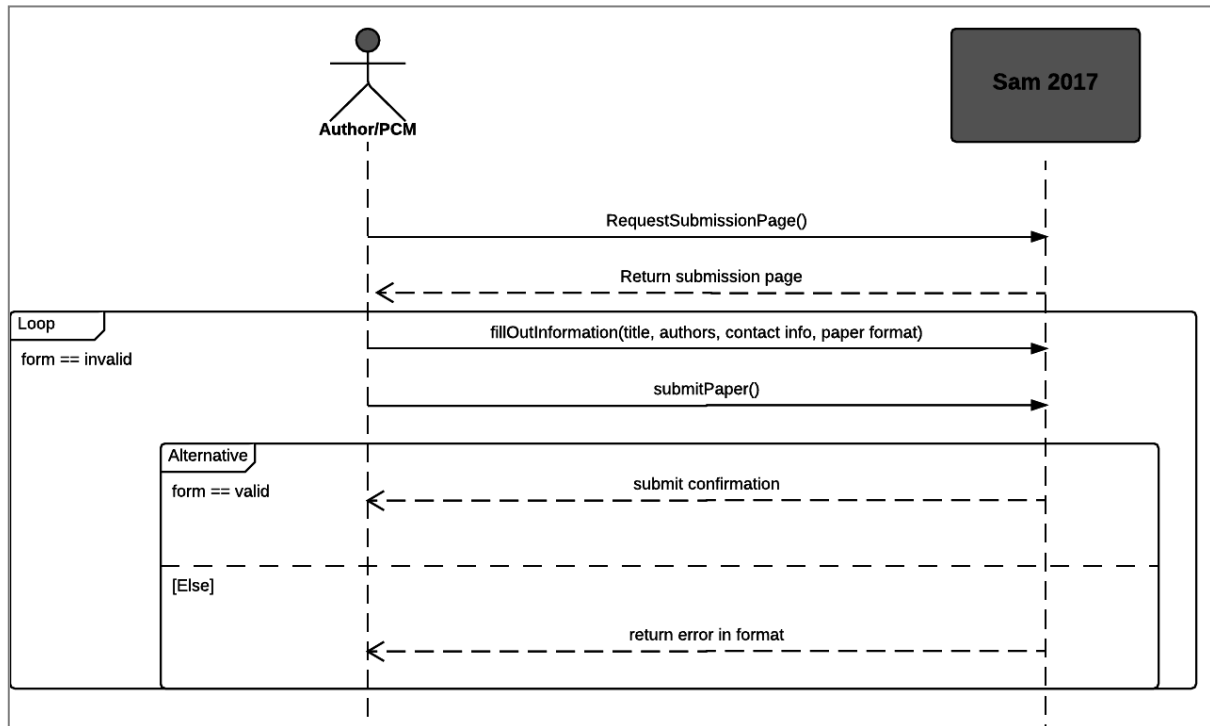 Author/PCM
Sam 2017
RequestSubmissionPage()
Return submission page
Loop
fillOutInformation(title, authors, contact info, paper format)
form == invalid
submitPaper()
Alternative
form == valid
submit confirmation
[Else]
return error in format